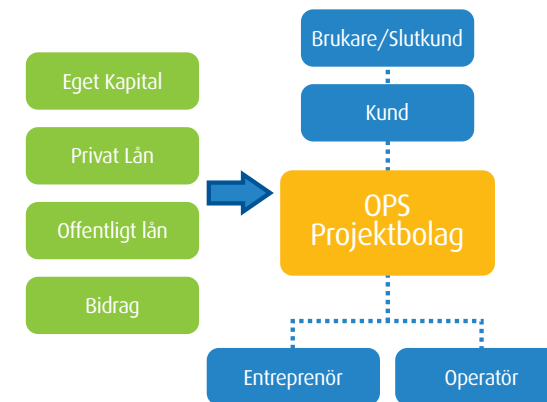 Eget Kapital
Privat Lån
Offentligt lån
Bidrag
Brukare/Slutkund
Kund
OPS
Projektbolag
Entreprenör
Operatör